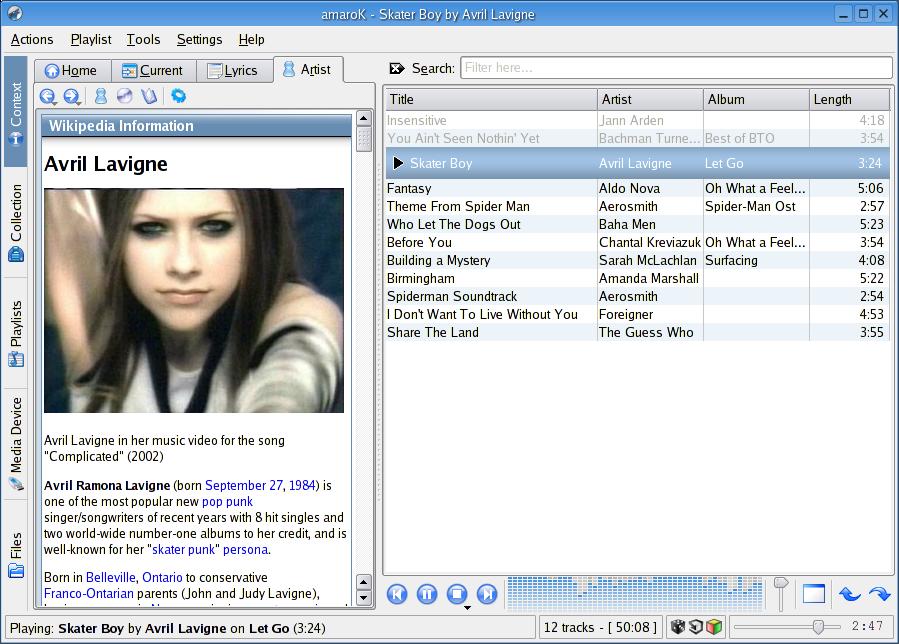 amaroK - Skater Boy by Avril Lavigne
Actions Playlist Tools Settings Help
Context
Collection
Playlists
Media Device
Files
Home Current Lyrics Artist
Wikipedia Information
Avril Lavigne
Avril Lavigne in her music video for the song
"Complicated" (2002)
Avril Ramona Lavigne (born September 27, 1984) is
one of the most popular new pop punk
singer/songwriters of recent years with 8 hit singles and
two world-wide number-one albums to her credit, and is
well-known for her "skater punk" persona.
Born in Belleville, Ontario to conservative
Franco-Ontarian parents (John and Judy Lavigne),
Search: Filter here...
Title Artist Album Length
Insensitive Jann Arden 4:18
You Ain't Seen Nothin' Yet Bachman Turne... Best of BTO 3:54
Skater Boy Avril Lavigne Let Go 3:24
Fantasy Aldo Nova Oh What a Feel... 5:06
Theme From Spider Man Aerosmith Spider-Man Ost 2:57
Who Let The Dogs Out Baha Men 5:23
Before You Chantal Kreviazuk Oh What a Feel... 3:54
Building a Mystery Sarah McLachlan Surfacing 4:08
Birmingham Amanda Marshall 5:22
Spiderman Soundtrack Aerosmith 2:54
I Don't Want To Live Without You Foreigner 4:53
Share The Land The Guess Who 3:55
Playing: Skater Boy by Avril Lavigne on Let Go (3:24)
12 tracks - [ 50:08 ]
2:47